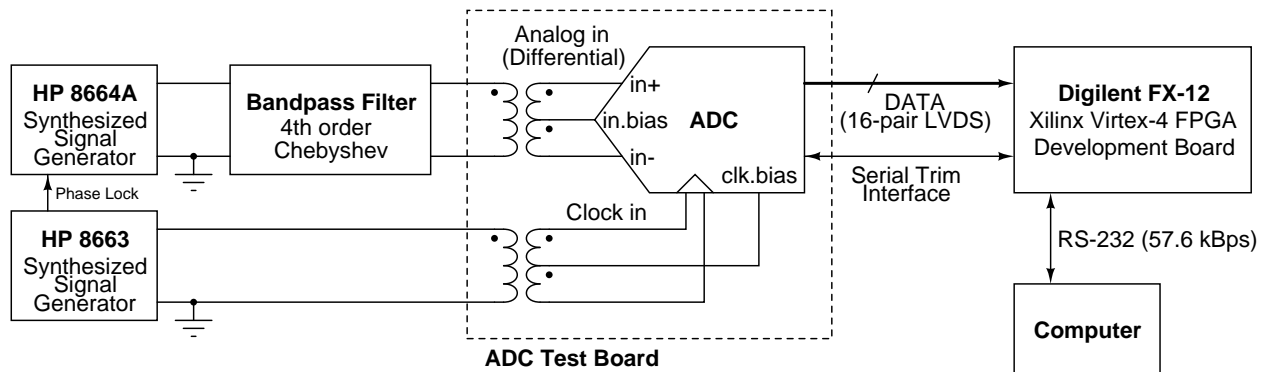 HP 8664A
Synthesized
Signal
Generator
Phase Lock
HP 8663
Synthesized
Signal
Generator
Bandpass Filter
4th order
Chebyshev
Analog in
(Differential)
in+
in.bias
in-
ADC
clk.bias
Clock in
ADC Test Board
DATA
(16-pair LVDS)
Serial Trim
Interface
Digilent FX-12
Xilinx Virtex-4 FPGA
Development Board
RS-232 (57.6 kBps)
Computer